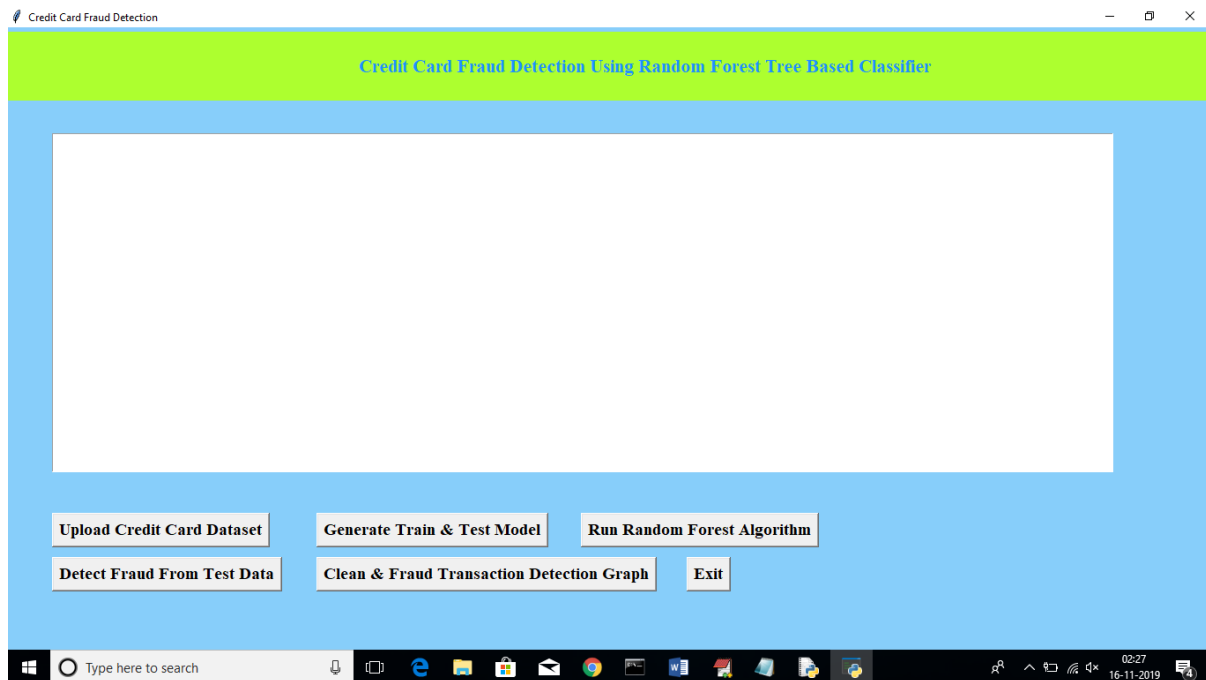 Credit Card Fraud Detection
Credit Card Fraud Detection Using Random Forest Tree Based Classifier
Upload Credit Card Dataset Generate Train & Test Model Run Random Forest Algorithm
Detect Fraud From Test Data Clean & Fraud Transaction Detection Graph Exit
Type here to search
02:27
16-11-2019
4